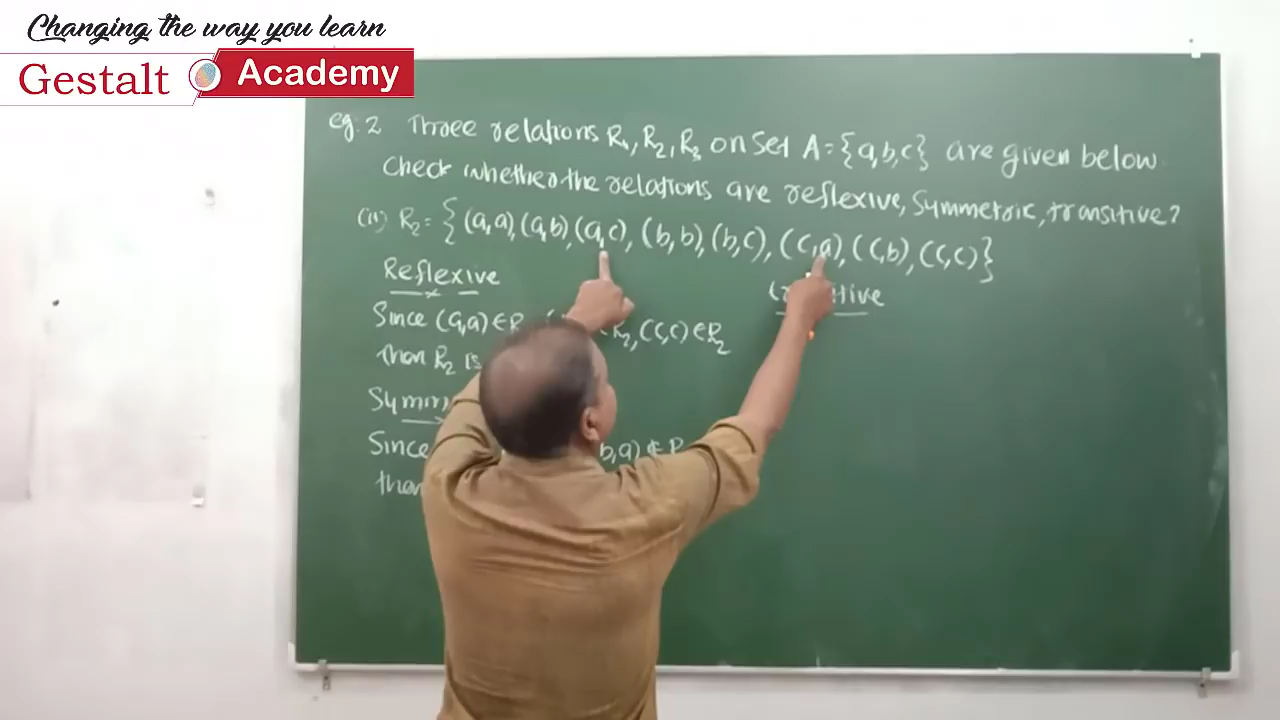 Changing the way you learn
Gestalt Academy
eg: 2 Three relations R₁, R₂, R₃ on Set A = {a,b,c} are given below
Check whether the relations are reflexive, Symmetric, transitive?
(ii) R₂ = { (a,a), (a,b), (a,c), (b,b), (b,c), (c,a), (c,b), (c,c) }
Reflexive
Since (a,a) ∈ R₂, (c,c) ∈ R₂
then R₂ is
Symm
Since b,a) ∉ R
then